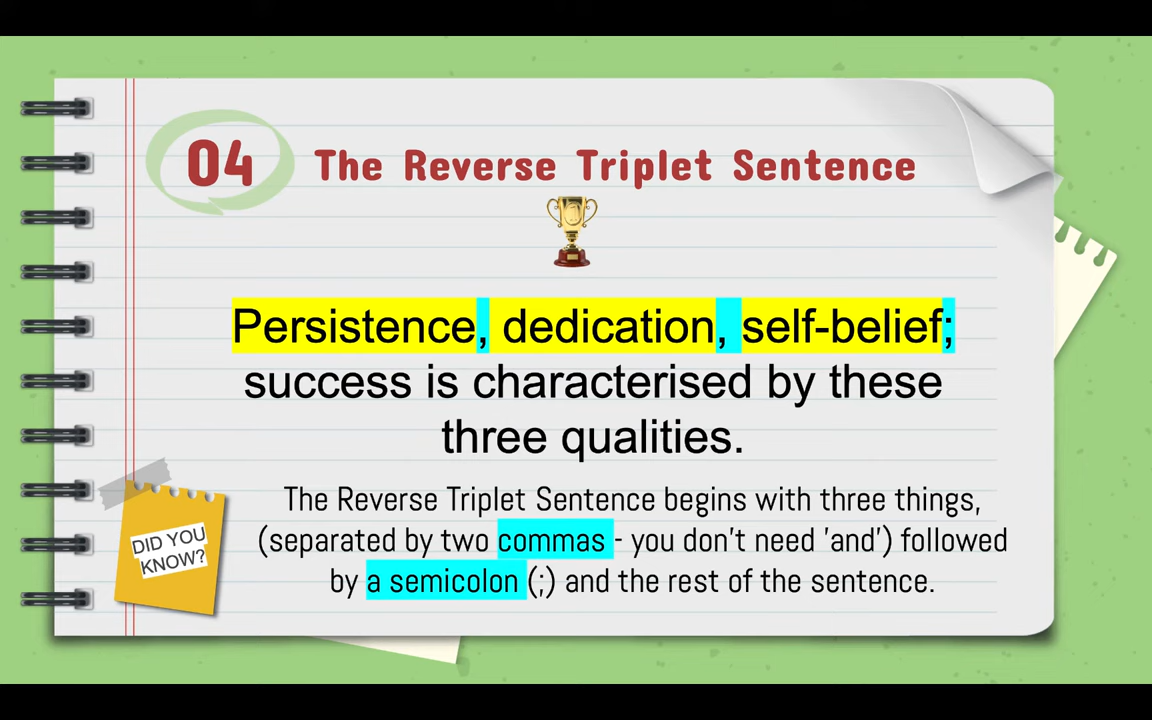 04 The Reverse Triplet Sentence
Persistence, dedication, self-belief;
success is characterised by these
three qualities.
The Reverse Triplet Sentence begins with three things,
(separated by two commas - you don't need 'and') followed
by a semicolon (;) and the rest of the sentence.
DID YOU
KNOW?